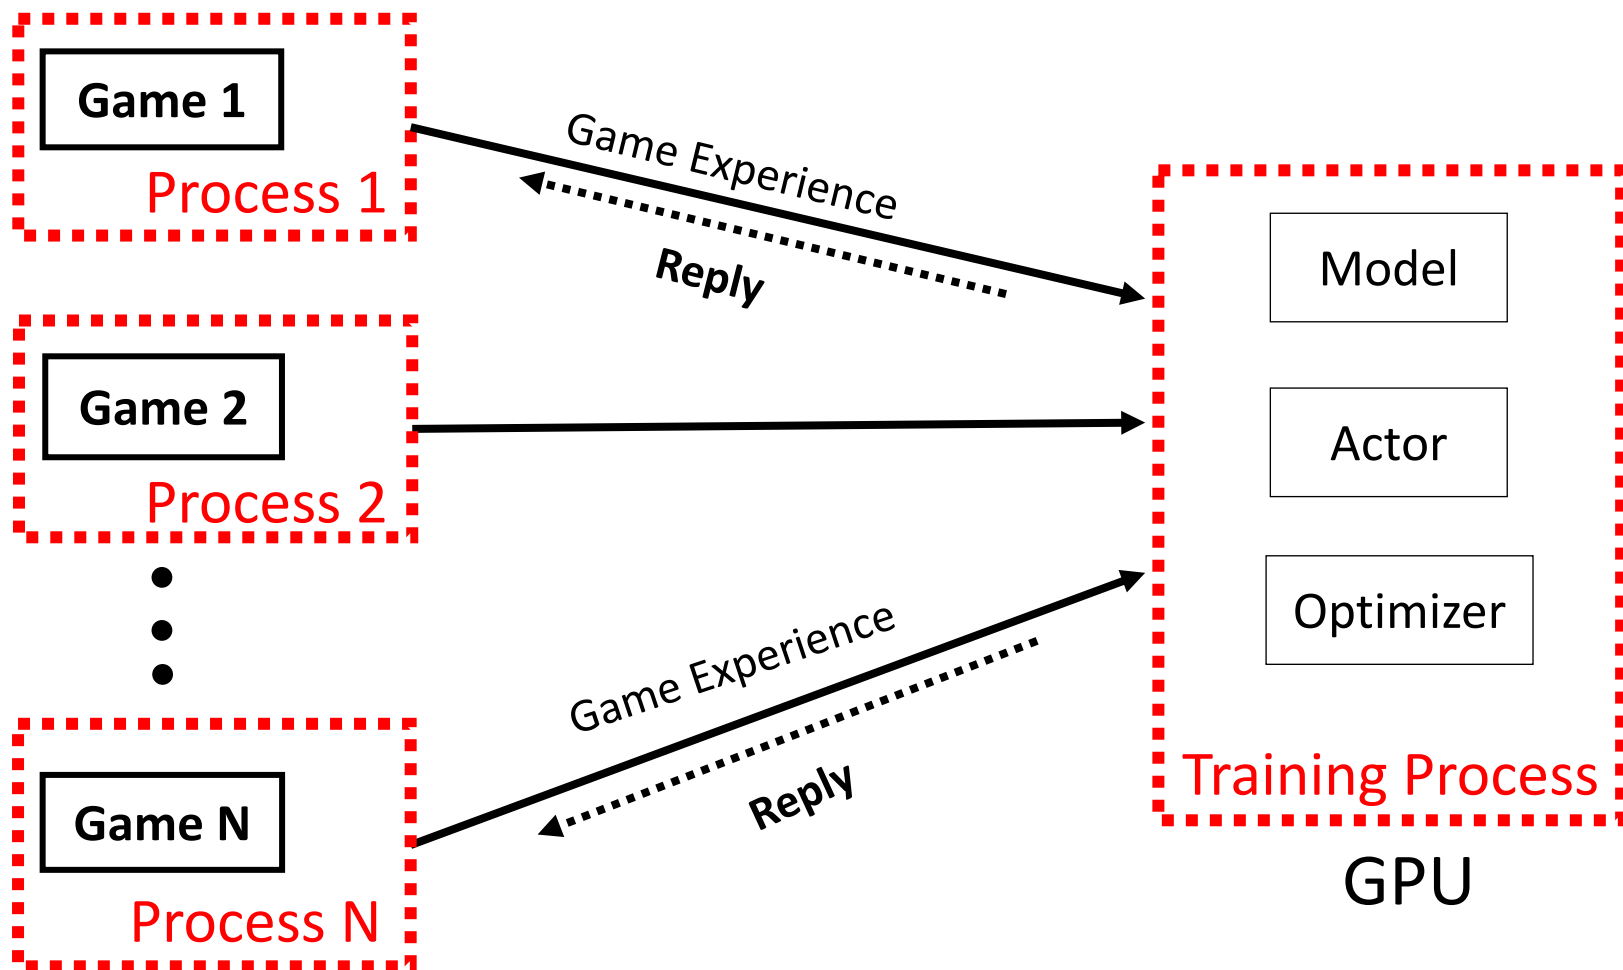 Game 1
Process 1
Game Experience
Reply
Game 2
Process 2
Game Experience
Reply
Game N
Process N
Model
Actor
Optimizer
Training Process
GPU